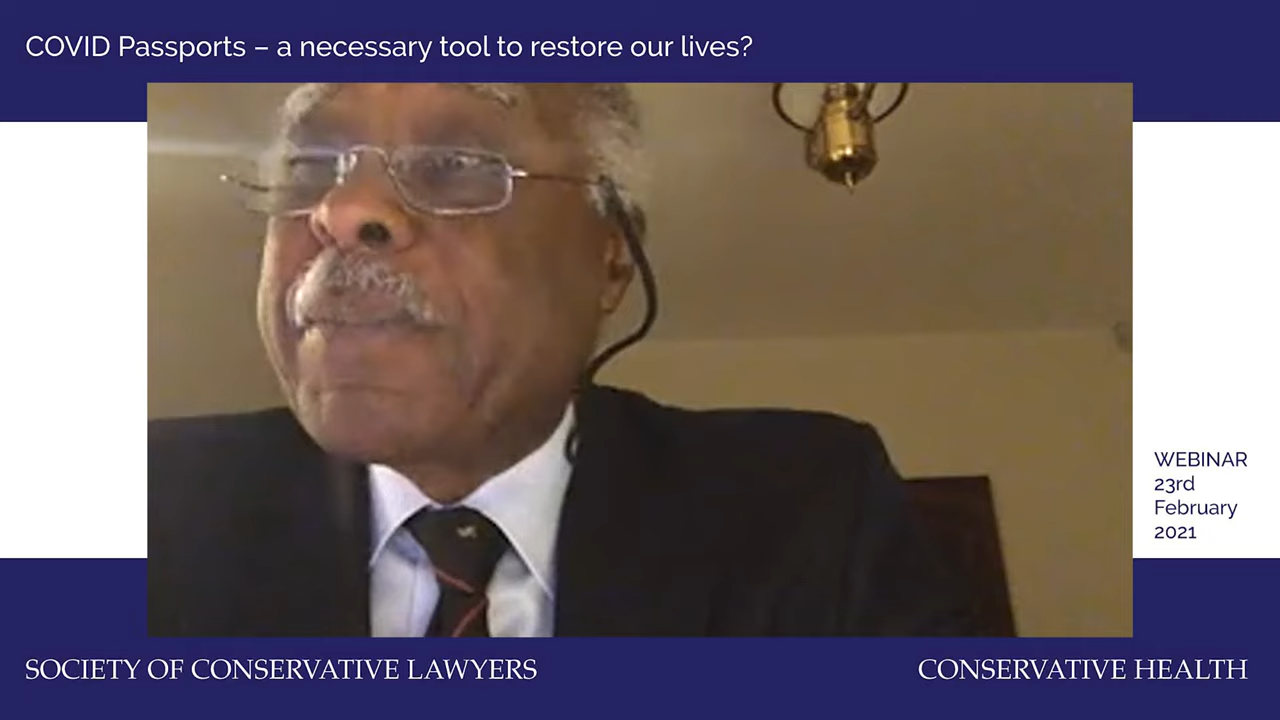 COVID Passports – a necessary tool to restore our lives?
WEBINAR
23rd
February
2021
SOCIETY OF CONSERVATIVE LAWYERS
CONSERVATIVE HEALTH